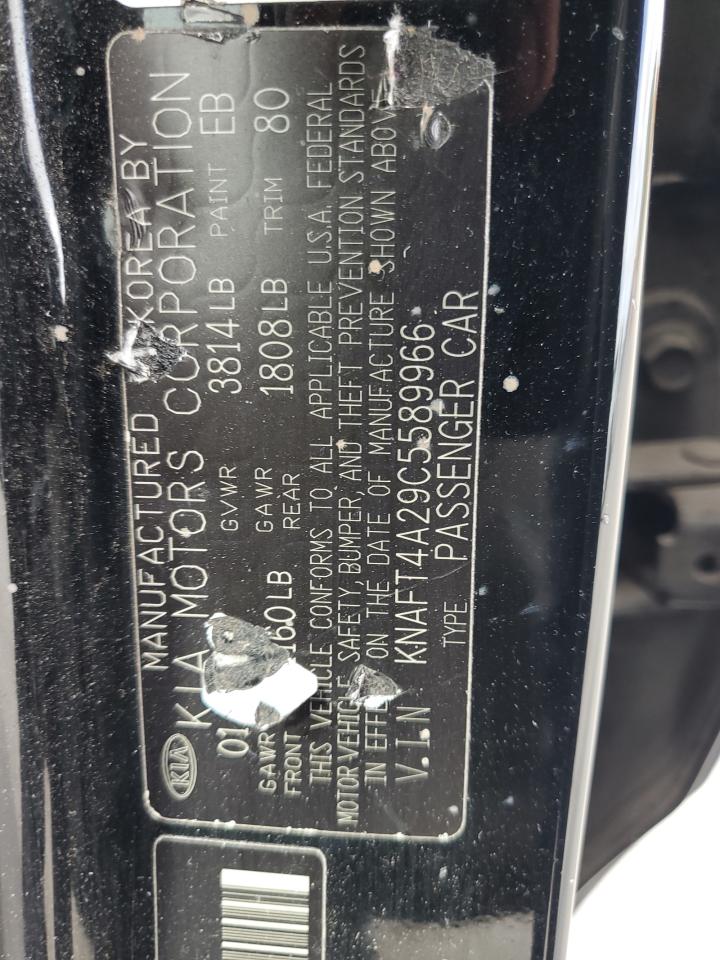 KIA
MANUFACTURED KOREA BY
KIA MOTORS CORPORATION
01 GVWR 3814LB PAINT EB
GAWR FRONT 160LB GAWR REAR 1808LB TRIM 80
THIS VEHICLE CONFORMS TO ALL APPLICABLE U.S.A. FEDERAL
MOTOR-VEHICLE SAFETY, BUMPER, AND THEFT PREVENTION STANDARDS
IN EFFE ON THE DATE OF MANUFACTURE SHOWN ABOVE
V.I.N KNAFT4A29C5589966
TYPE PASSENGER CAR